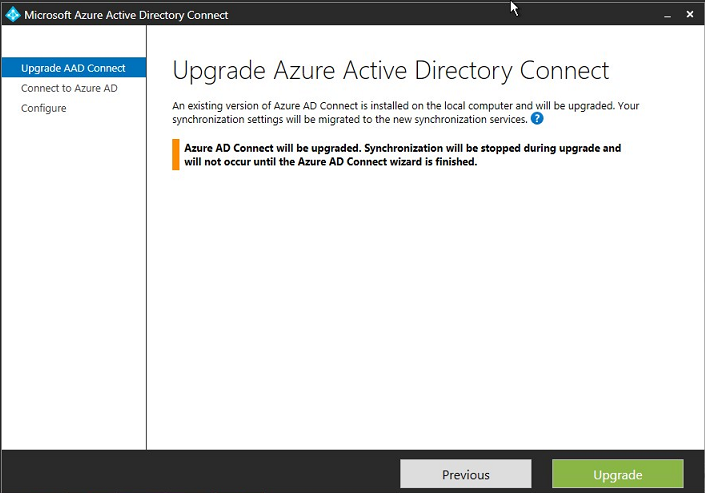 Microsoft Azure Active Directory Connect
Upgrade AAD Connect
Connect to Azure AD
Configure
Upgrade Azure Active Directory Connect
An existing version of Azure AD Connect is installed on the local computer and will be upgraded. Your
synchronization settings will be migrated to the new synchronization services. ?
Azure AD Connect will be upgraded. Synchronization will be stopped during upgrade and
will not occur until the Azure AD Connect wizard is finished.
Previous
Upgrade